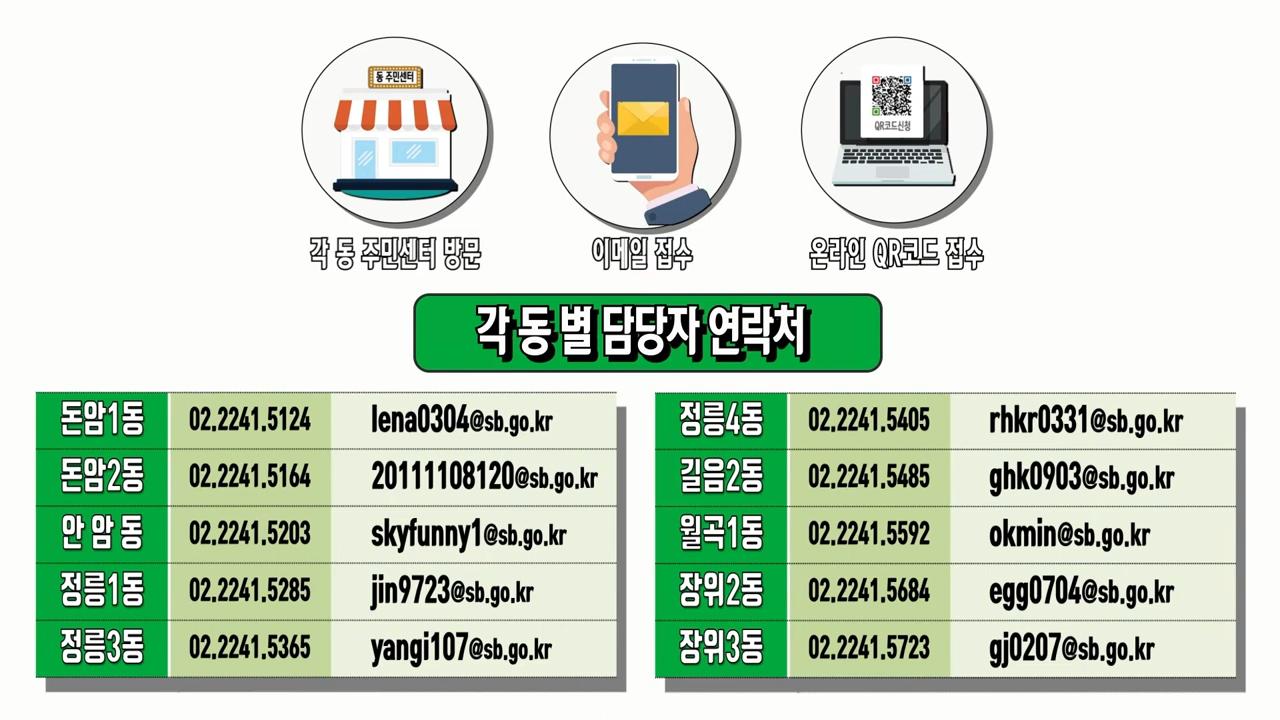 동 주민센터
QR코드신청
각 동 주민센터 방문
이메일 접수
온라인 QR코드 접수
각 동 별 담당자 연락처
돈암1동 02.2241.5124 lena0304@sb.go.kr
돈암2동 02.2241.5164 20111108120@sb.go.kr
안 암 동 02.2241.5203 skyfunny1@sb.go.kr
정릉1동 02.2241.5285 jin9723@sb.go.kr
정릉3동 02.2241.5365 yangi107@sb.go.kr
정릉4동 02.2241.5405 rhkr0331@sb.go.kr
길음2동 02.2241.5485 ghk0903@sb.go.kr
월곡1동 02.2241.5592 okmin@sb.go.kr
장위2동 02.2241.5684 egg0704@sb.go.kr
장위3동 02.2241.5723 gj0207@sb.go.kr